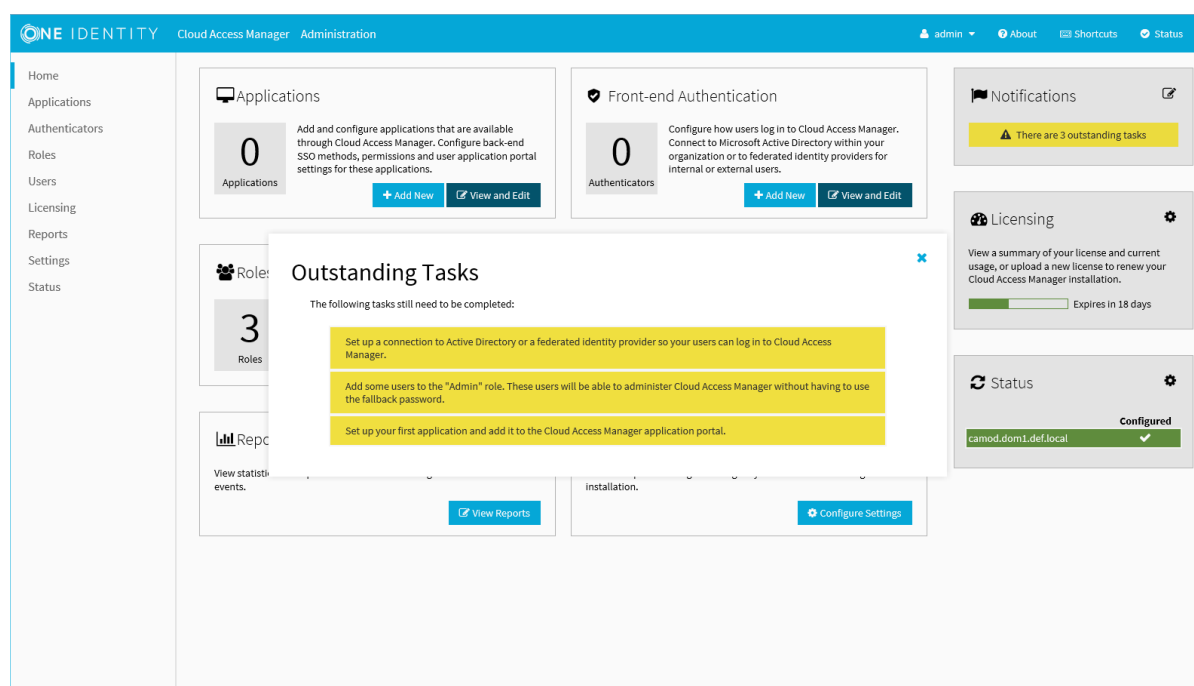 ONE IDENTITY Cloud Access Manager Administration admin About Shortcuts Status
Home
Applications
Authenticators
Roles
Users
Licensing
Reports
Settings
Status
Applications
0
Applications
Add and configure applications that are available
through Cloud Access Manager. Configure back-end
SSO methods, permissions and user application portal
settings for these applications.
Add New View and Edit
Front-end Authentication
0
Authenticators
Configure how users log in to Cloud Access Manager.
Connect to Microsoft Active Directory within your
organization or to federated identity providers for
internal or external users.
Add New View and Edit
Notifications
There are 3 outstanding tasks
Licensing
View a summary of your license and current
usage, or upload a new license to renew your
Cloud Access Manager installation.
Expires in 18 days
Status
Configured
camod.dom1.def.local
Roles
3
Roles
Outstanding Tasks
The following tasks still need to be completed:
Set up a connection to Active Directory or a federated identity provider so your users can log in to Cloud Access
Manager.
Add some users to the "Admin" role. These users will be able to administer Cloud Access Manager without having to use
the fallback password.
Set up your first application and add it to the Cloud Access Manager application portal.
Repo
View statisti
events.
View Reports
installation.
Configure Settings